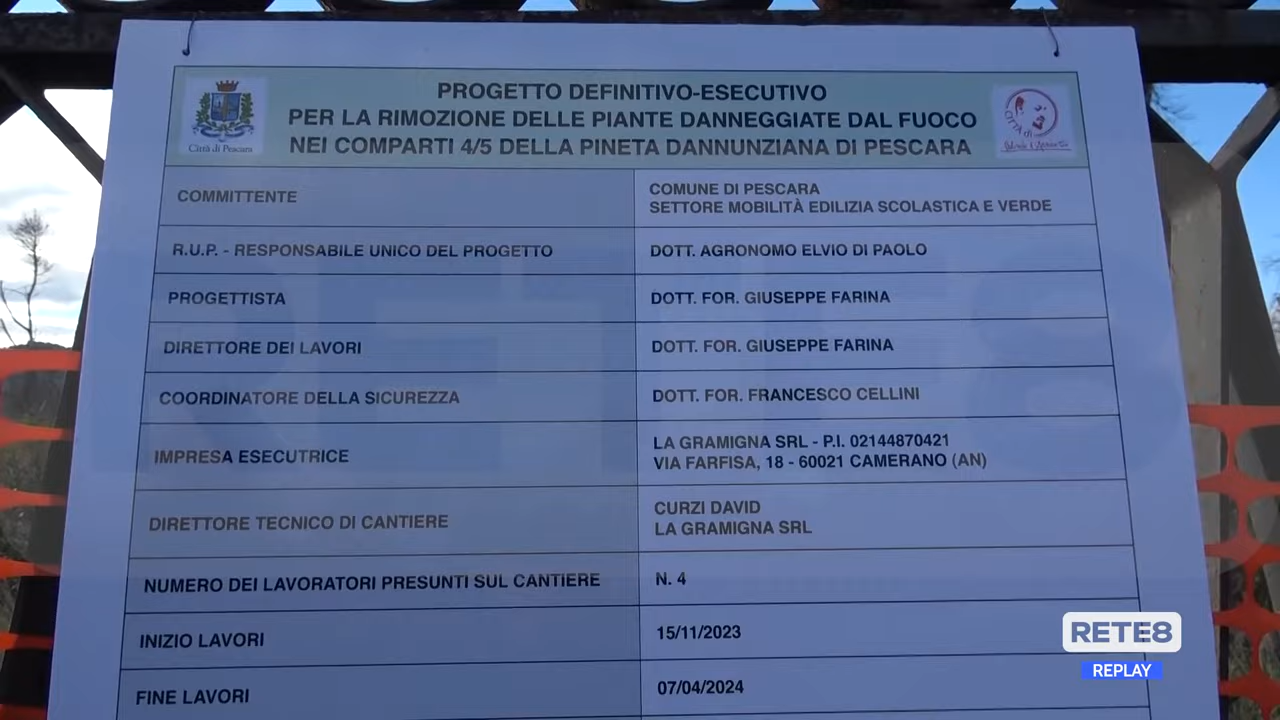 PROGETTO DEFINITIVO-ESECUTIVO
PER LA RIMOZIONE DELLE PIANTE DANNEGGIATE DAL FUOCO
NEI COMPARTI 4/5 DELLA PINETA DANNUNZIANA DI PESCARA
Città di Pescara
CITTÀ di
COMMITTENTE
COMUNE DI PESCARA
SETTORE MOBILITÀ EDILIZIA SCOLASTICA E VERDE
R.U.P. - RESPONSABILE UNICO DEL PROGETTO
DOTT. AGRONOMO ELVIO DI PAOLO
PROGETTISTA
DOTT. FOR. GIUSEPPE FARINA
DIRETTORE DEI LAVORI
DOTT. FOR. GIUSEPPE FARINA
COORDINATORE DELLA SICUREZZA
DOTT. FOR. FRANCESCO CELLINI
IMPRESA ESECUTRICE
LA GRAMIGNA SRL - P.I. 02144870421
VIA FARFISA, 18 - 60021 CAMERANO (AN)
DIRETTORE TECNICO DI CANTIERE
CURZI DAVID
LA GRAMIGNA SRL
NUMERO DEI LAVORATORI PRESUNTI SUL CANTIERE
N. 4
INIZIO LAVORI
15/11/2023
FINE LAVORI
07/04/2024
RETE8
REPLAY